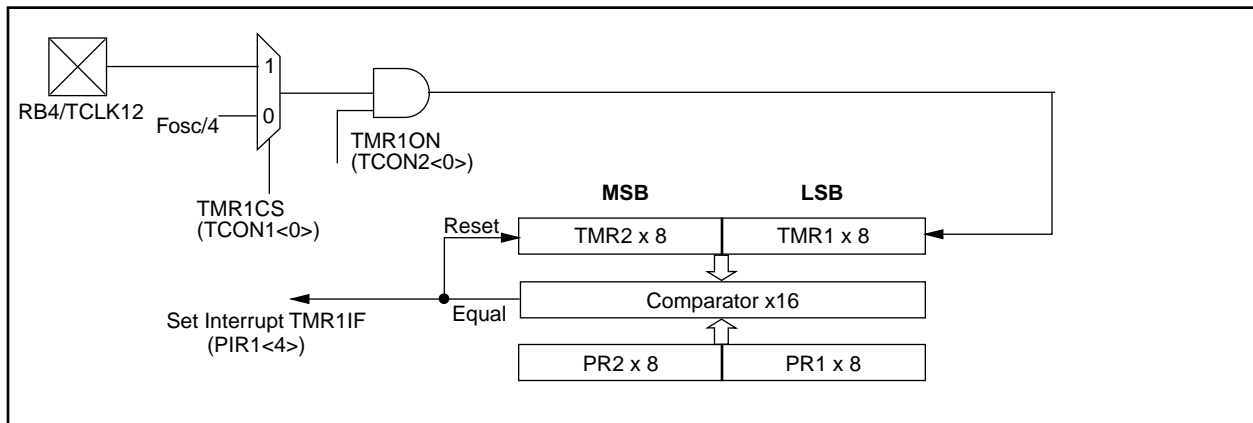 1
RB4/TCLK12
0
Fosc/4
TMR1ON
(TCON2<0>)
MSB
LSB
TMR1CS
(TCON1<0>)
Reset
TMR2 x 8
TMR1 x 8
Comparator x16
Equal
Set Interrupt TMR1IF
(PIR1<4>)
PR2 x 8
PR1 x 8